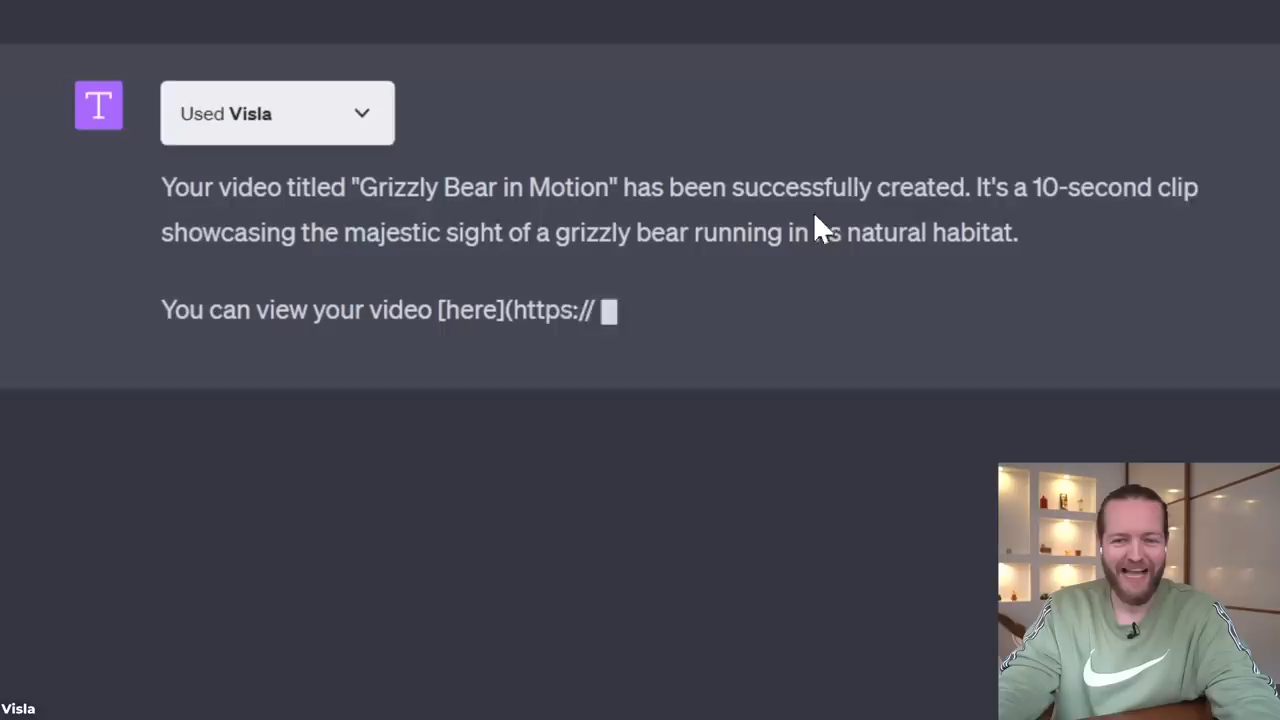 T
Used Visla
Your video titled "Grizzly Bear in Motion" has been successfully created. It's a 10-second clip
showcasing the majestic sight of a grizzly bear running in natural habitat.
You can view your video [here](https://
Visla